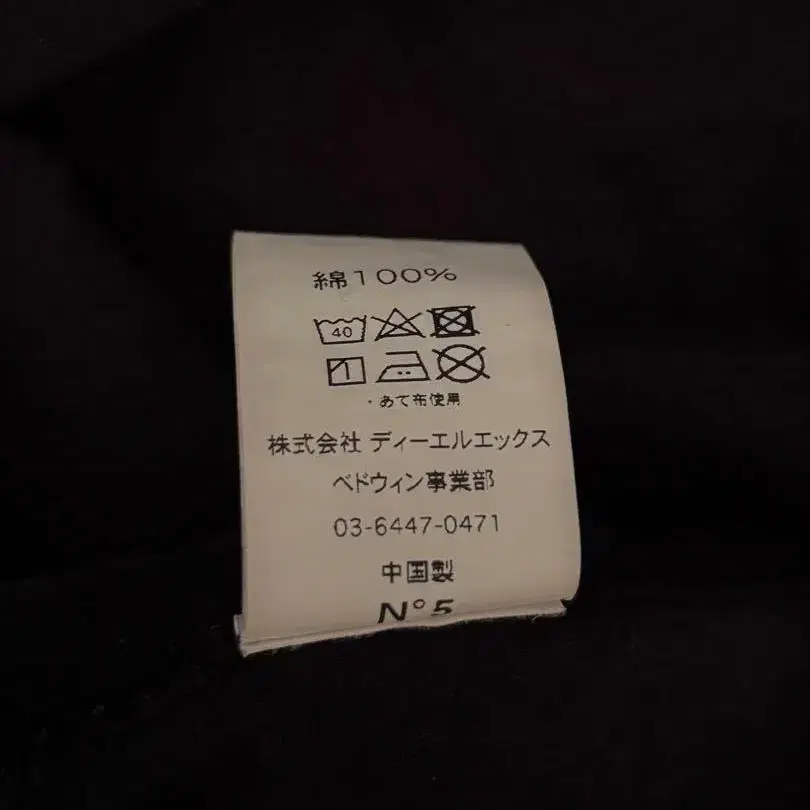 綿100%
40
・あて布使用
株式会社 ディーエルエックス
ベドウィン事業部
03-6447-0471
中国製
N°5